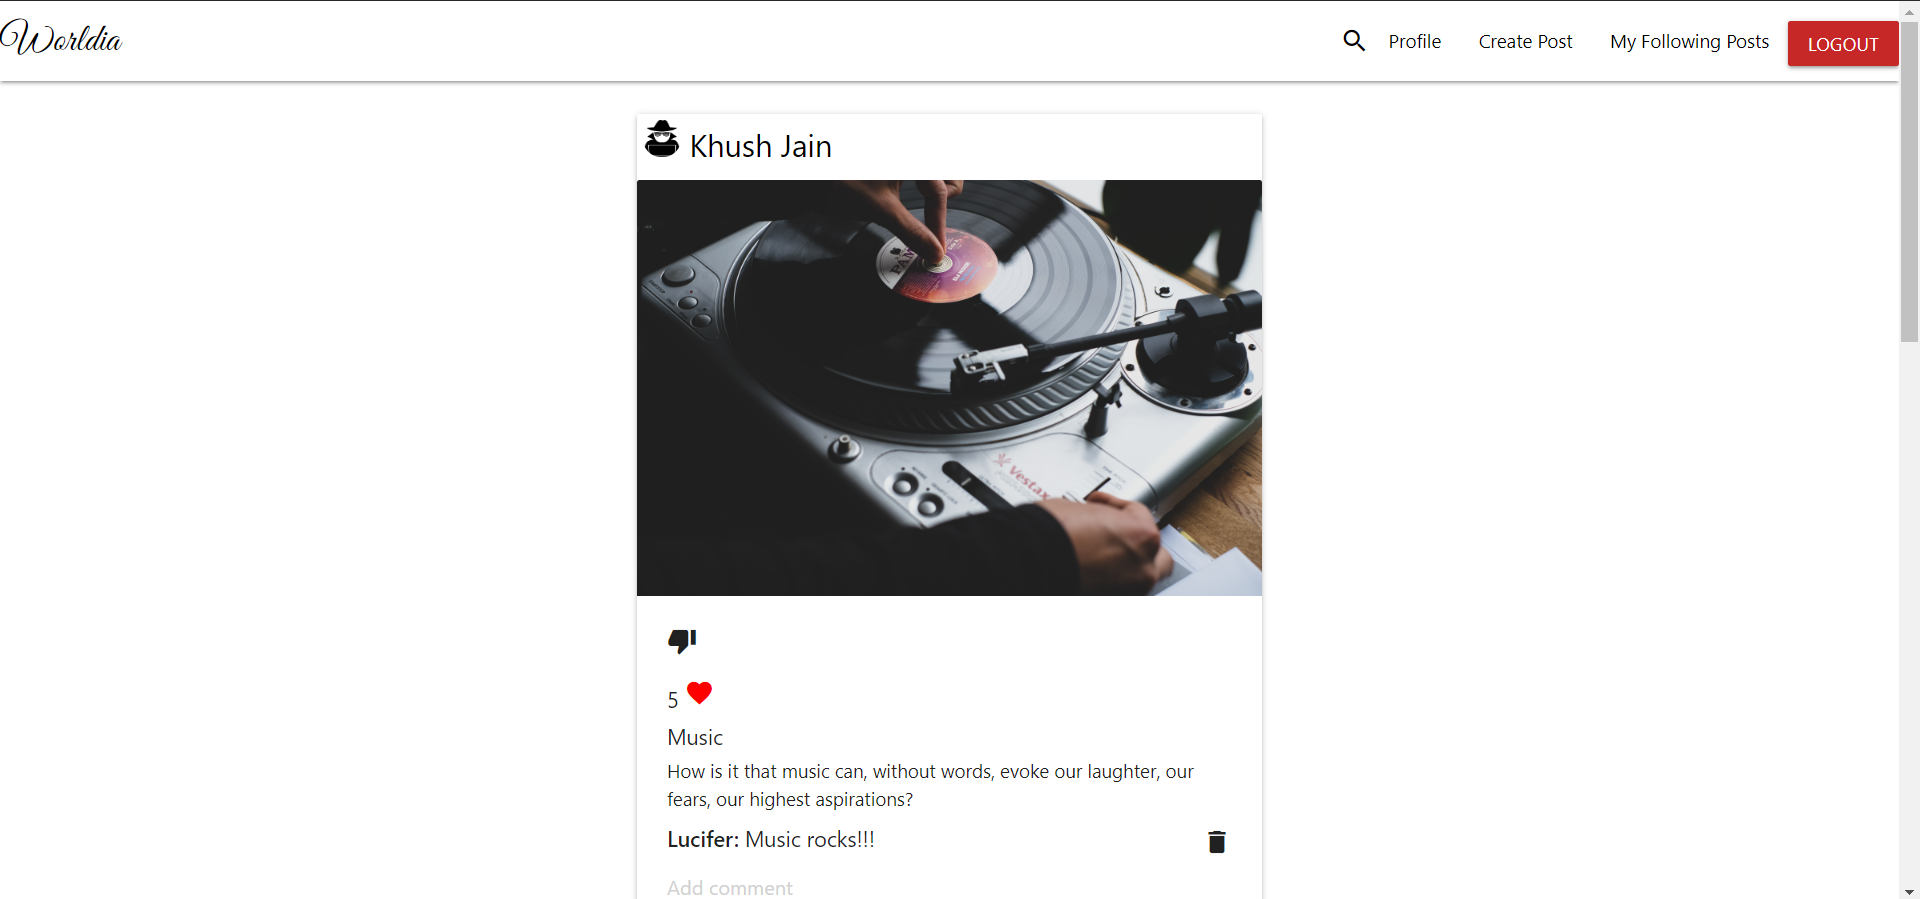 Worldia
Profile
Create Post
My Following Posts
LOGOUT
Khush Jain
Vestax
5
Music
How is it that music can, without words, evoke our laughter, our
fears, our highest aspirations?
Lucifer: Music rocks!!!
Add comment